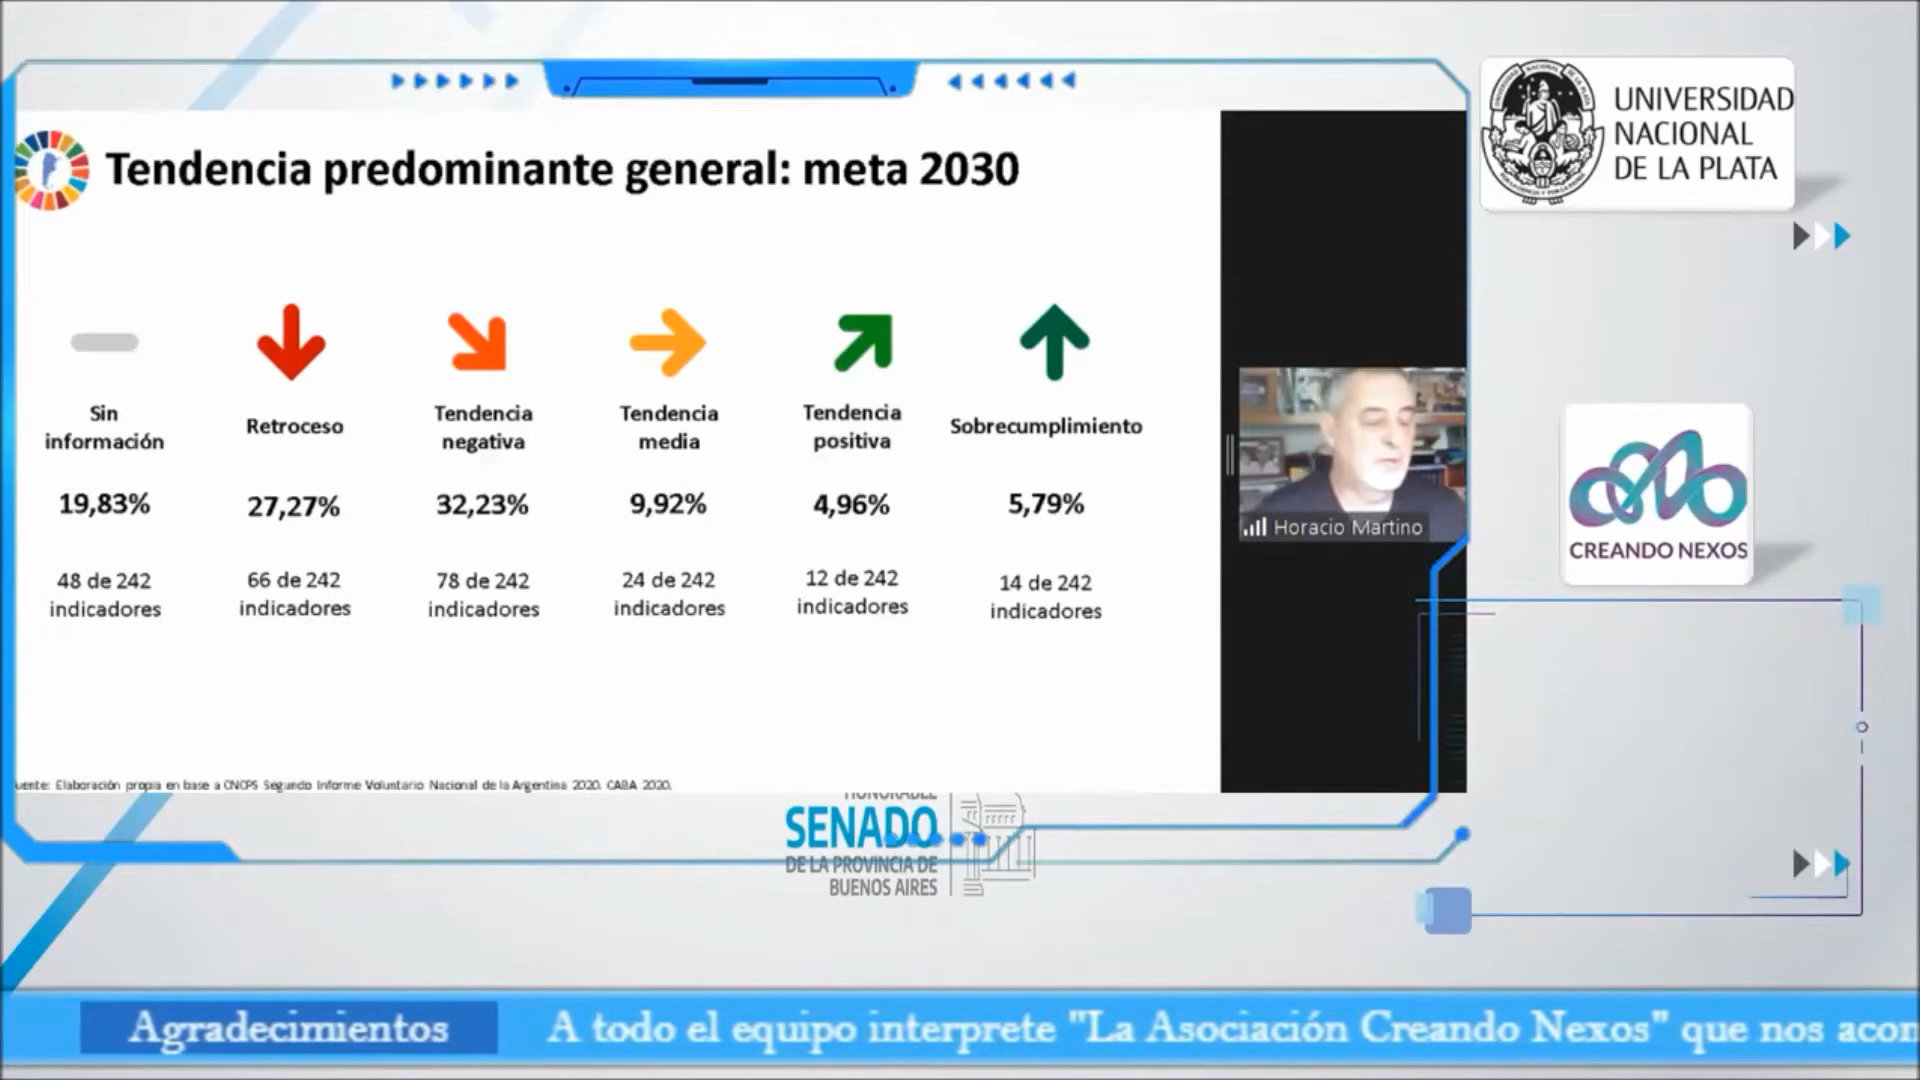 Tendencia predominante general: meta 2030
Sin
información
19,83%
48 de 242
indicadores
Retroceso
27,27%
66 de 242
indicadores
Tendencia
negativa
32,23%
78 de 242
indicadores
Tendencia
media
9,92%
24 de 242
indicadores
Tendencia
positiva
4,96%
12 de 242
indicadores
Sobrecumplimiento
5,79%
14 de 242
indicadores
uente: Elaboración propia en base a CNCPS Segundo Informe Voluntario Nacional de la Argentina 2020. CABA 2020.
Horacio Martino
UNIVERSIDAD
NACIONAL
DE LA PLATA
CREANDO NEXOS
HONORABLE
SENADO
DE LA PROVINCIA DE
BUENOS AIRES
Agradecimientos
A todo el equipo interprete "La Asociación Creando Nexos" que nos acon